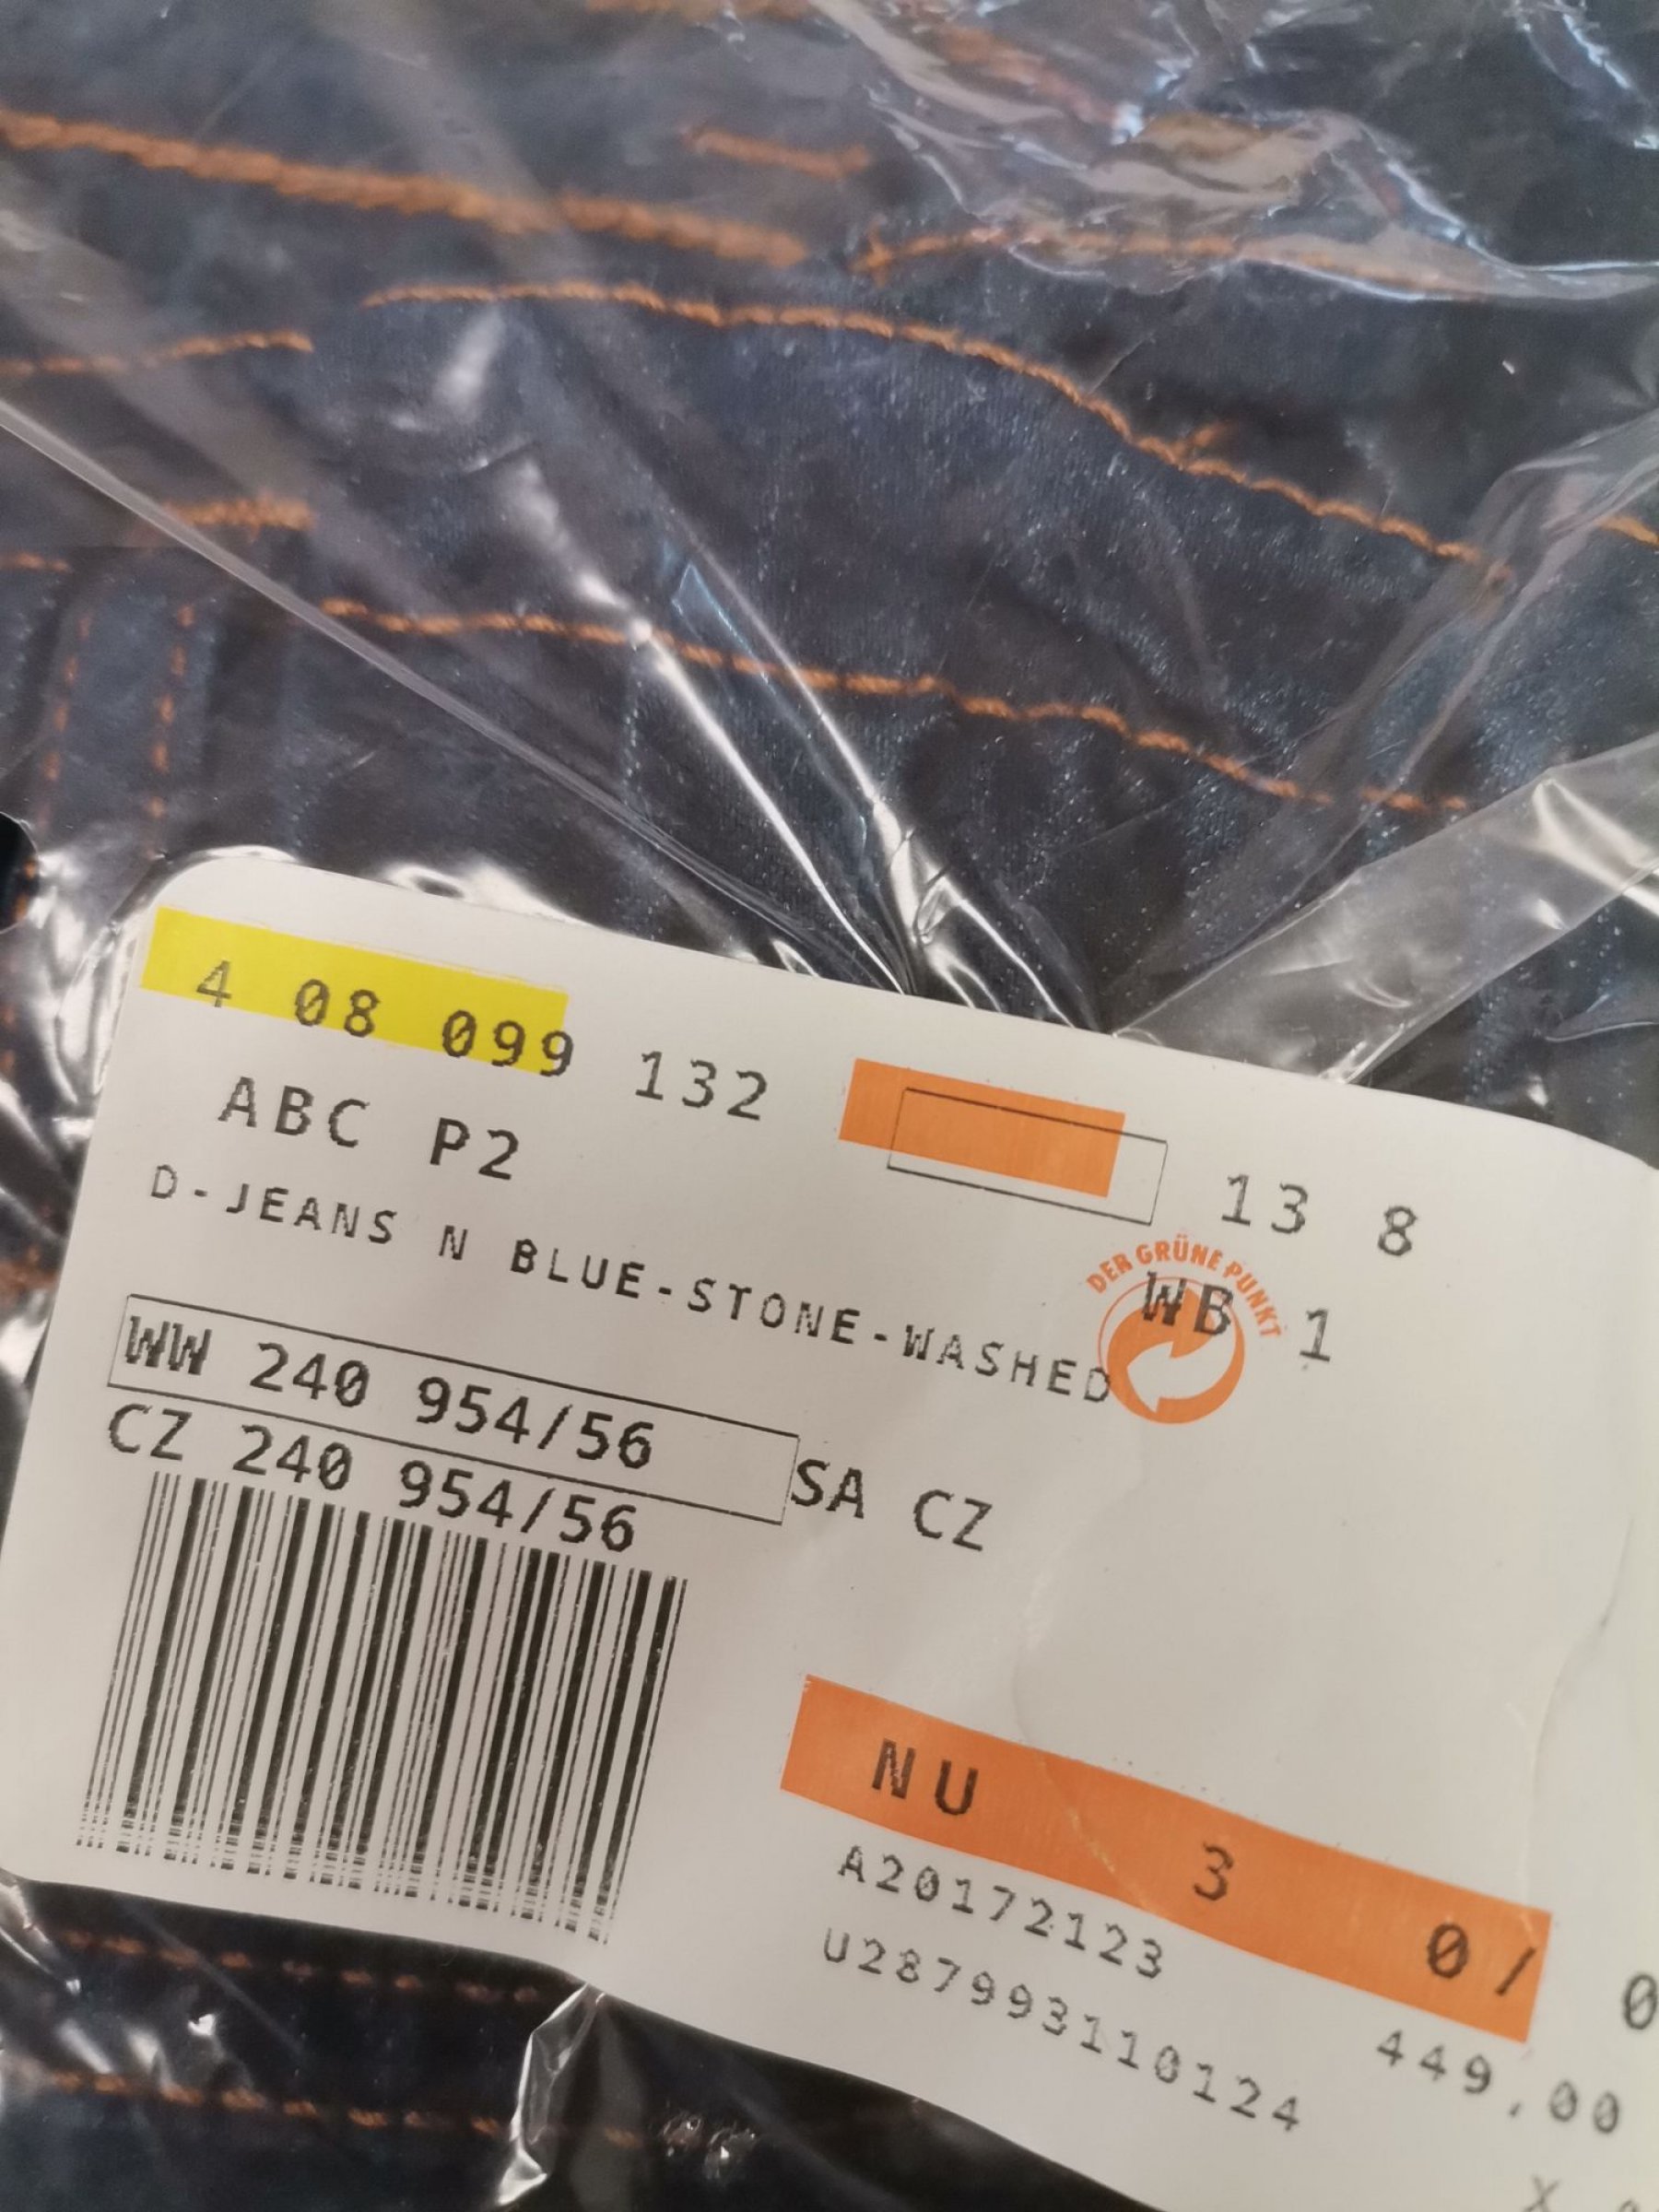 4 08 099 132 13 8
ABC P2 WB 1
DER GRÜNE PUNKT
D-JEANS N BLUE-STONE-WASHED
WW 240 954/56
CZ 240 954/56 SA CZ
NU 3 0/ 0
A20172123 449,00
U287993110124
X